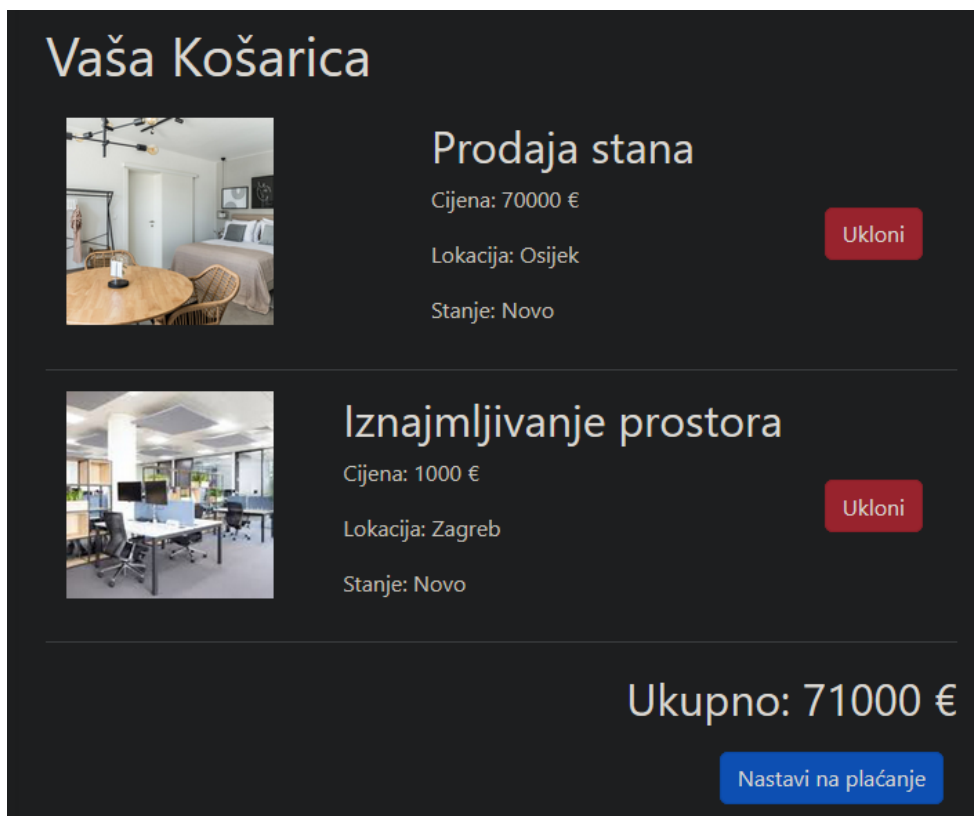 Vaša Košarica
Prodaja stana
Cijena: 70000 €
Lokacija: Osijek
Ukloni
Stanje: Novo
Iznajmljivanje prostora
Cijena: 1000 €
Lokacija: Zagreb
Ukloni
Stanje: Novo
Ukupno: 71000 €
Nastavi na plaćanje